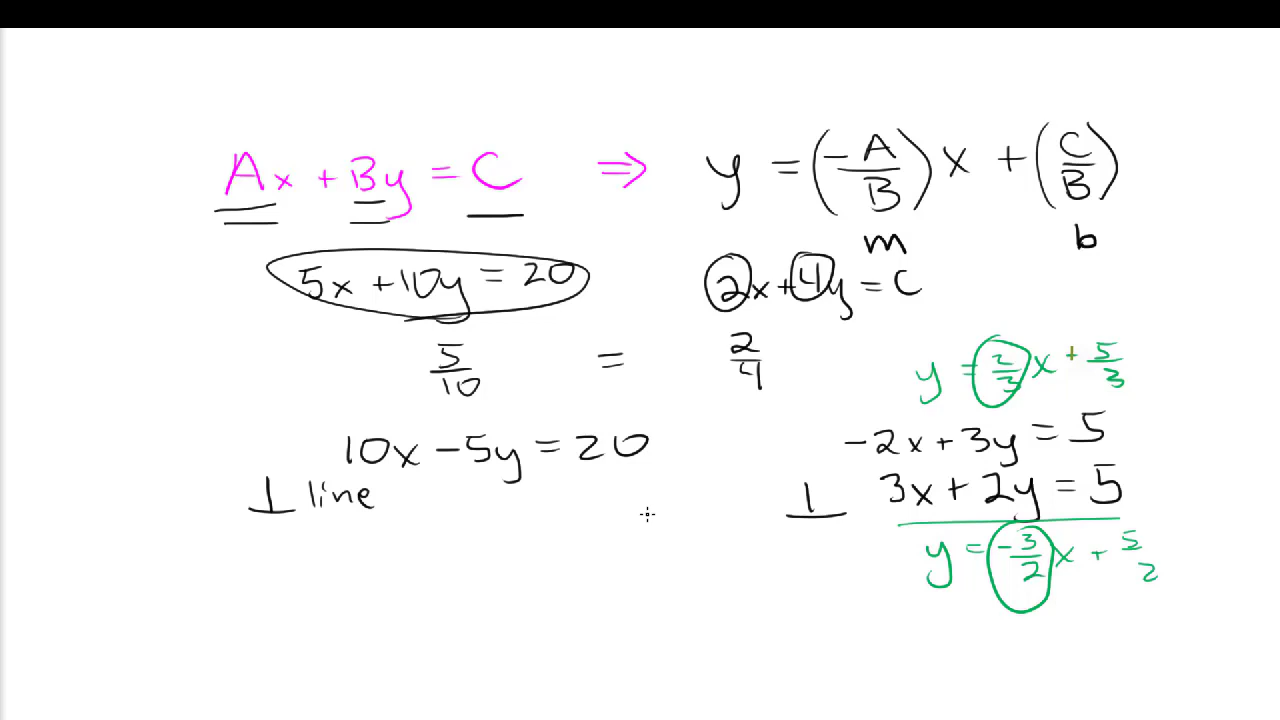 Ax + By = C ⇒ y = (-A/B)x + (C/B)
m b
5x + 10y = 20 2x + 4y = C
5/10 = 2/4
y = 2/3 x + 5/3
10x - 5y = 20 -2x + 3y = 5
⊥ line ⊥ 3x + 2y = 5
y = -3/2 x + 5/2